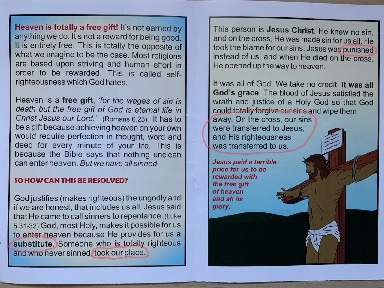 Heaven is totally a free gift! It's not earned by
anything we do. It's not a reward for being good.
It is entirely free. This is totally the opposite of
what we imagine to be the case. Most religions
are based upon striving and human effort in
order to be rewarded. This is called self-
righteousness which God hates.
Heaven is a free gift, 'for the wages of sin is
death but the free gift of God is eternal life in
Christ Jesus our Lord.' (Romans 6:23) It has to
be a gift because achieving heaven on your own
would require perfection in thought, word and
deed for every minute of your life. This is
because the Bible says that nothing unclean
can enter heaven. But we have all sinned.
SO HOW CAN THIS BE RESOLVED?
God justifies (makes righteous) the ungodly and
if we are honest, that includes us all. Jesus said
that He came to call sinners to repentance. (Luke
5:31-32) God, most Holy, makes it possible for us
to enter heaven because He provides for us a
substitute. Someone who is totally righteous
and who never sinned, took our place.
This person is Jesus Christ. He knew no sin,
and on the cross, He was made sin for us all. He
took the blame for our sins. Jesus was punished
instead of us, and when He died on the cross,
He opened up the way to heaven.
It was all of God. We take no credit. It was all
God's grace. The blood of Jesus satisfied the
wrath and justice of a Holy God so that God
could totally forgive our sins and wipe them
away. On the cross, our sins
were transferred to Jesus,
and His righteousness
was transferred to us.
Jesus paid a terrible
price for us to be
rewarded with
the free gift
of heaven
and all its
glory.